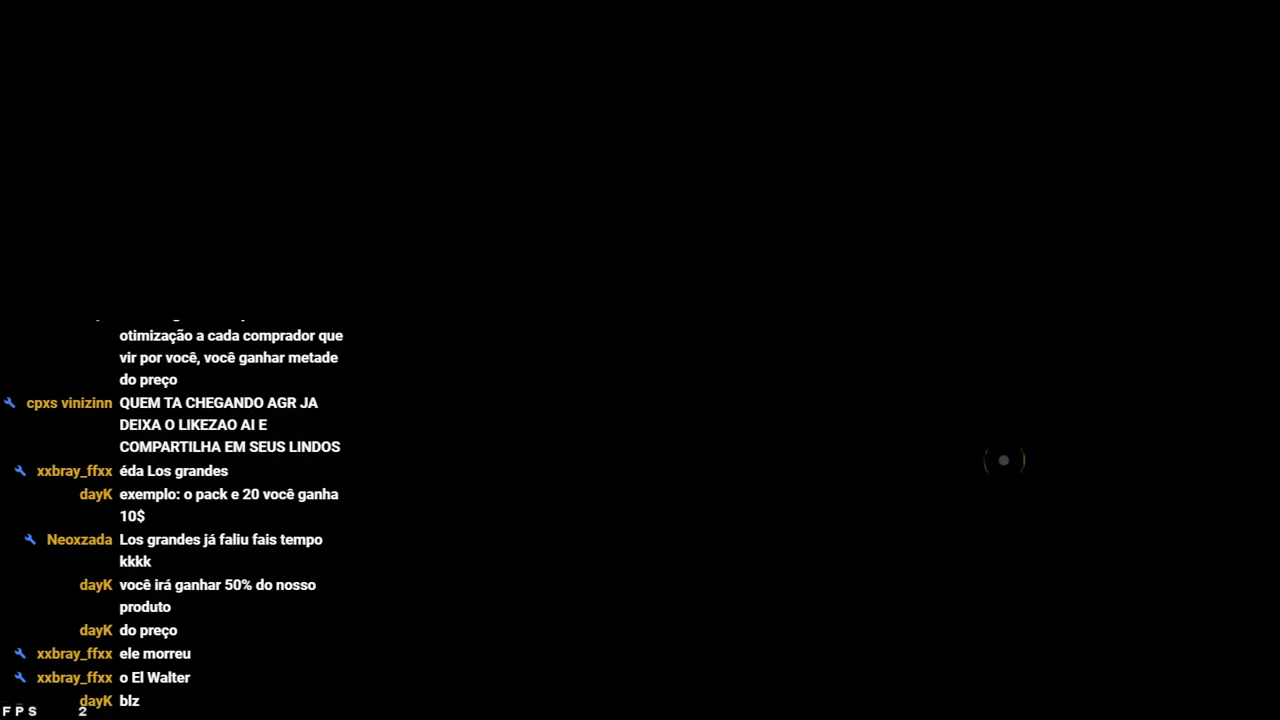 otimização a cada comprador que
vir por você, você ganhar metade
do preço
cpxs vinizinn QUEM TA CHEGANDO AGR JA
DEIXA O LIKEZAO AI E
COMPARTILHA EM SEUS LINDOS
xxbray_ffxx éda Los grandes
dayK exemplo: o pack e 20 você ganha
10$
Neoxzada Los grandes já faliu fais tempo
kkkk
dayK você irá ganhar 50% do nosso
produto
dayK do preço
xxbray_ffxx ele morreu
xxbray_ffxx o El Walter
dayK blz
FPS 2